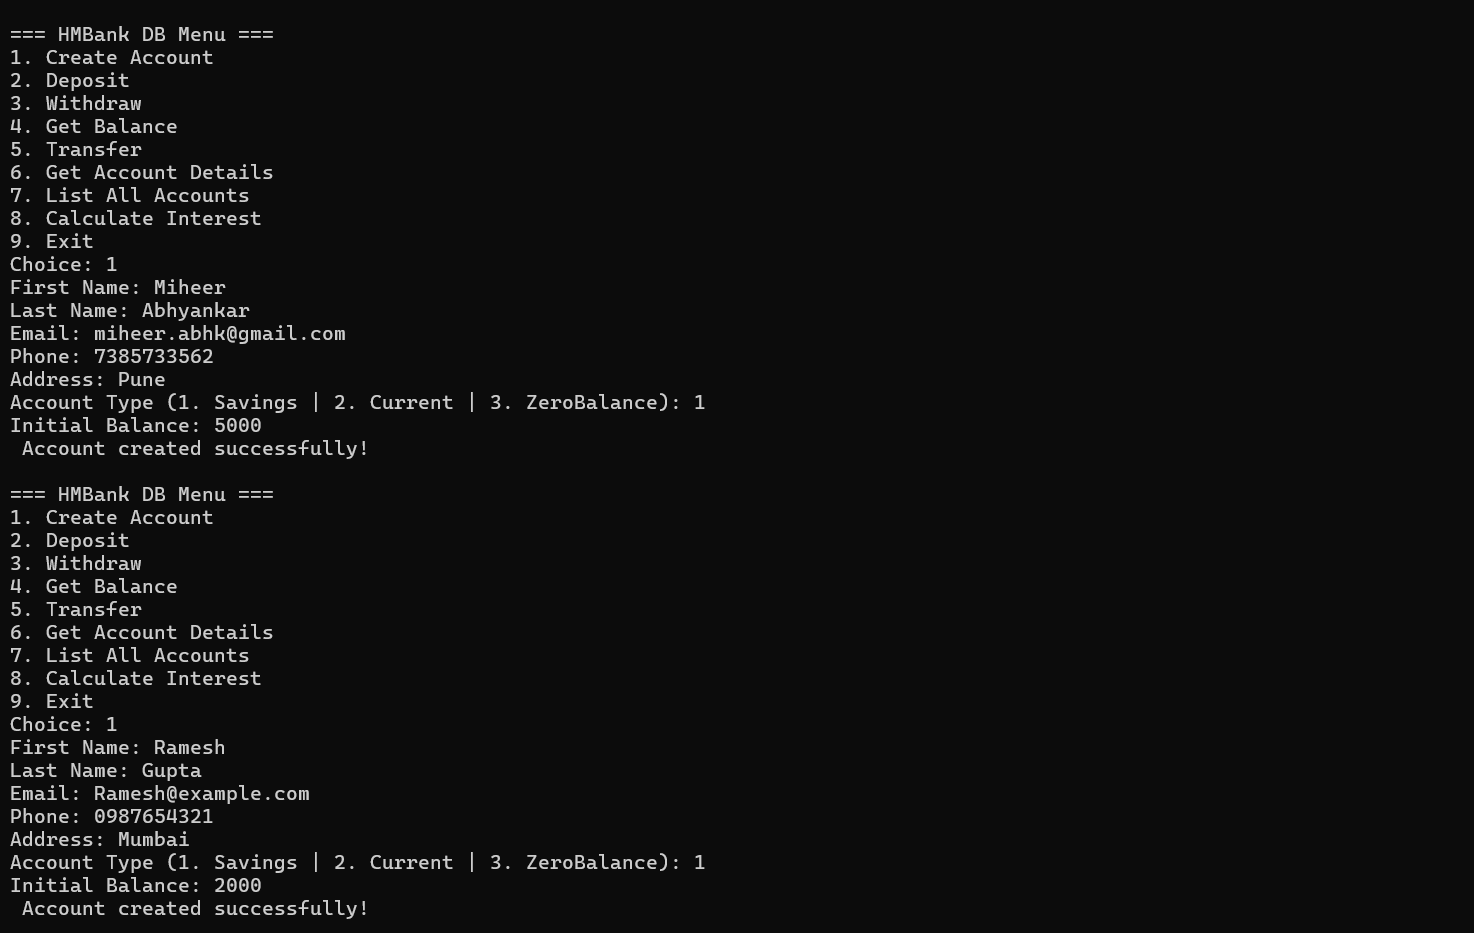 === HMBank DB Menu ===
1. Create Account
2. Deposit
3. Withdraw
4. Get Balance
5. Transfer
6. Get Account Details
7. List All Accounts
8. Calculate Interest
9. Exit
Choice: 1
First Name: Miheer
Last Name: Abhyankar
Email: miheer.abhk@gmail.com
Phone: 7385733562
Address: Pune
Account Type (1. Savings | 2. Current | 3. ZeroBalance): 1
Initial Balance: 5000
Account created successfully!
=== HMBank DB Menu ===
1. Create Account
2. Deposit
3. Withdraw
4. Get Balance
5. Transfer
6. Get Account Details
7. List All Accounts
8. Calculate Interest
9. Exit
Choice: 1
First Name: Ramesh
Last Name: Gupta
Email: Ramesh@example.com
Phone: 0987654321
Address: Mumbai
Account Type (1. Savings | 2. Current | 3. ZeroBalance): 1
Initial Balance: 2000
Account created successfully!